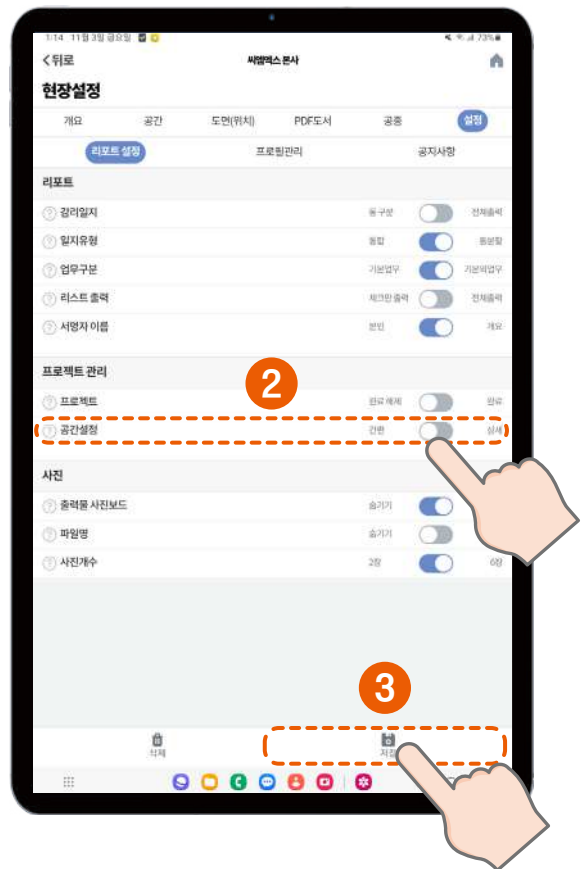 1:14 11월 3일 금요일 73%
뒤로 씨엠엑스 본사
현장설정
개요 공간 도면(위치) PDF도서 공종 설정
리포트 설정 프로필관리 공지사항
리포트
? 감리일지 동 구분 전체출력
? 일지유형 통합 동분할
? 업무구분 기본업무 기본외업무
? 리스트 출력 체크만 출력 전체출력
? 서명자 이름 본인 개요
프로젝트 관리
2
? 프로젝트 완료 해제 완료
? 공간설정 간편 상세
사진
? 출력물 사진보드 숨기기
? 파일명 숨기기
? 사진개수 2장 6장
3
삭제 저장